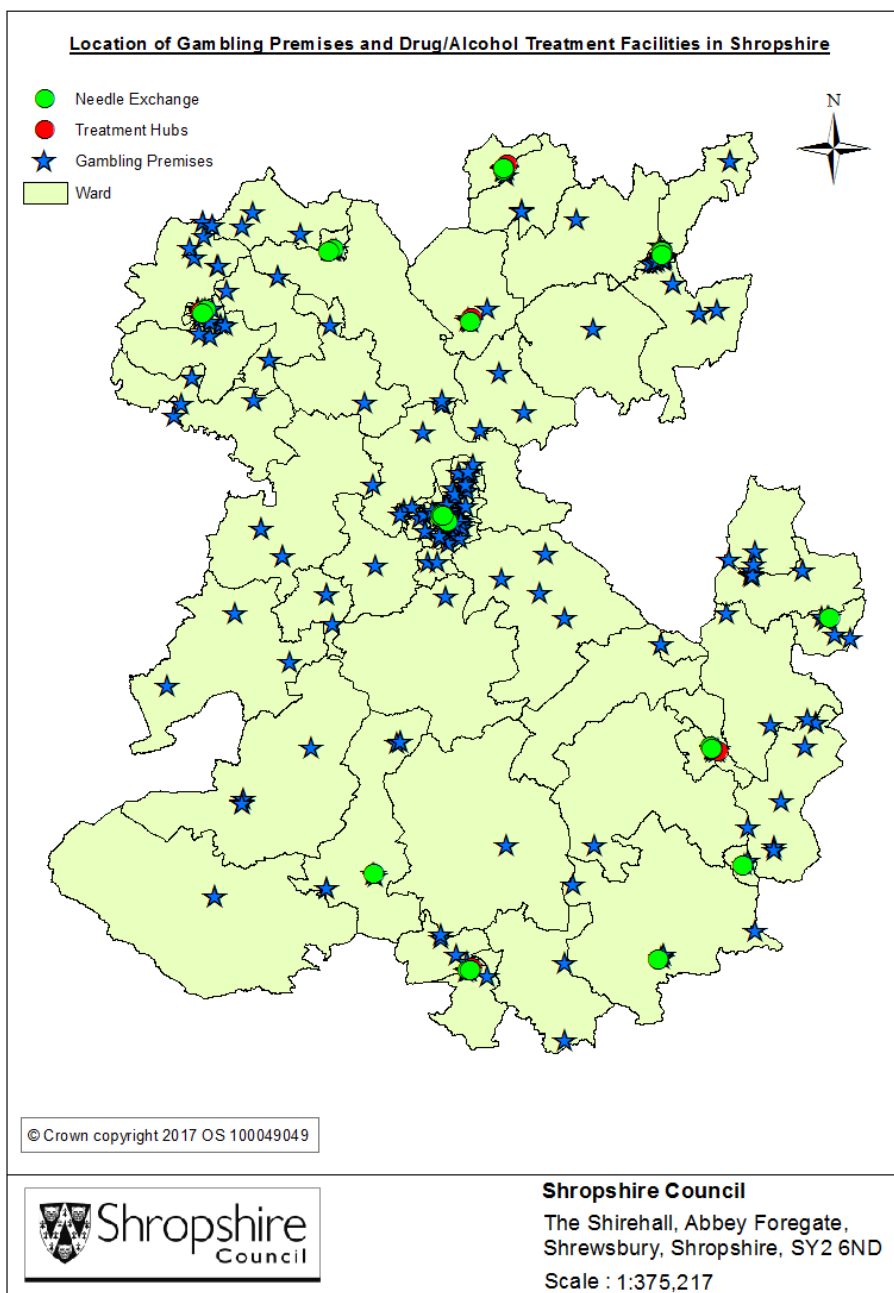 Location of Gambling Premises and Drug/Alcohol Treatment Facilities in Shropshire
Needle Exchange
Treatment Hubs
Gambling Premises
Ward
N
© Crown copyright 2017 OS 100049049
Shropshire
Council
Shropshire Council
The Shirehall, Abbey Foregate,
Shrewsbury, Shropshire, SY2 6ND
Scale : 1:375,217